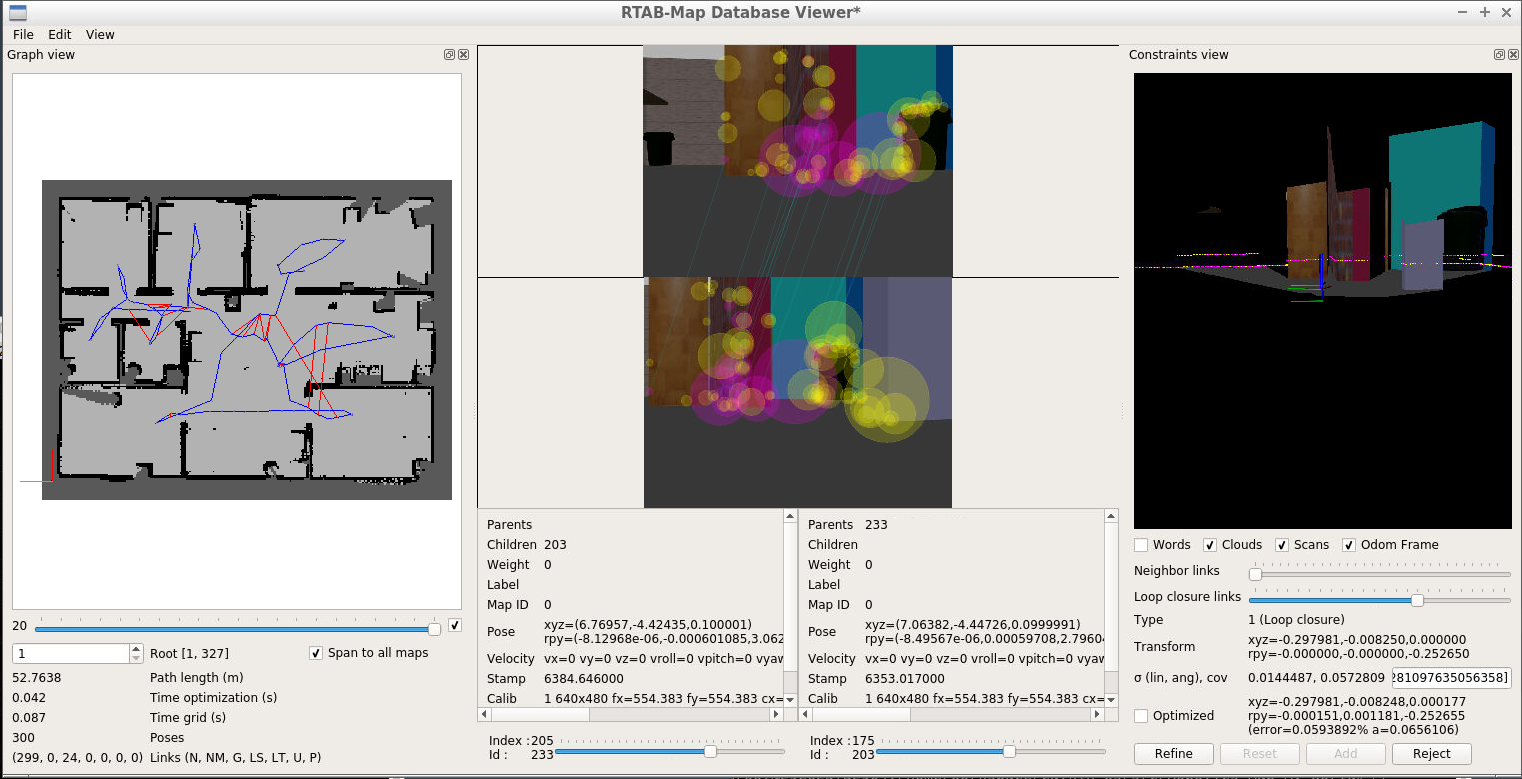 RTAB-Map Database Viewer*
File Edit View
Graph view
20
1
Root [1, 327]
Span to all maps
52.7638 Path length (m)
0.042 Time optimization (s)
0.087 Time grid (s)
300 Poses
(299, 0, 24, 0, 0, 0, 0) Links (N, NM, G, LS, LT, U, P)
Parents
Children 203
Weight 0
Label
Map ID 0
Pose
xyz=(6.76957,-4.42435,0.100001)
rpy=(-8.12968e-06,-0.000601085,3.062
Velocity vx=0 vy=0 vz=0 vroll=0 vpitch=0 vyaw
Stamp 6384.646000
Calib 1 640x480 fx=554.383 fy=554.383 cx=
Index :205
Id : 233
Parents 233
Children
Weight 0
Label
Map ID 0
Pose
xyz=(7.06382,-4.44726,0.0999991)
rpy=(-8.49567e-06,0.00059708,2.7960
Velocity vx=0 vy=0 vz=0 vroll=0 vpitch=0 vyaw
Stamp 6353.017000
Calib 1 640x480 fx=554.383 fy=554.383 cx=
Index :175
Id : 203
Constraints view
Words Clouds Scans Odom Frame
Neighbor links
Loop closure links
Type 1 (Loop closure)
Transform
xyz=-0.297981,-0.008250,0.000000
rpy=-0.000000,-0.000000,-0.252650
σ (lin, ang), cov 0.0144487, 0.0572809 281097635056358]
Optimized
xyz=-0.297981,-0.008248,0.000177
rpy=-0.000151,0.001181,-0.252655
(error=0.0593892% a=0.0656106)
Refine Reset Add Reject